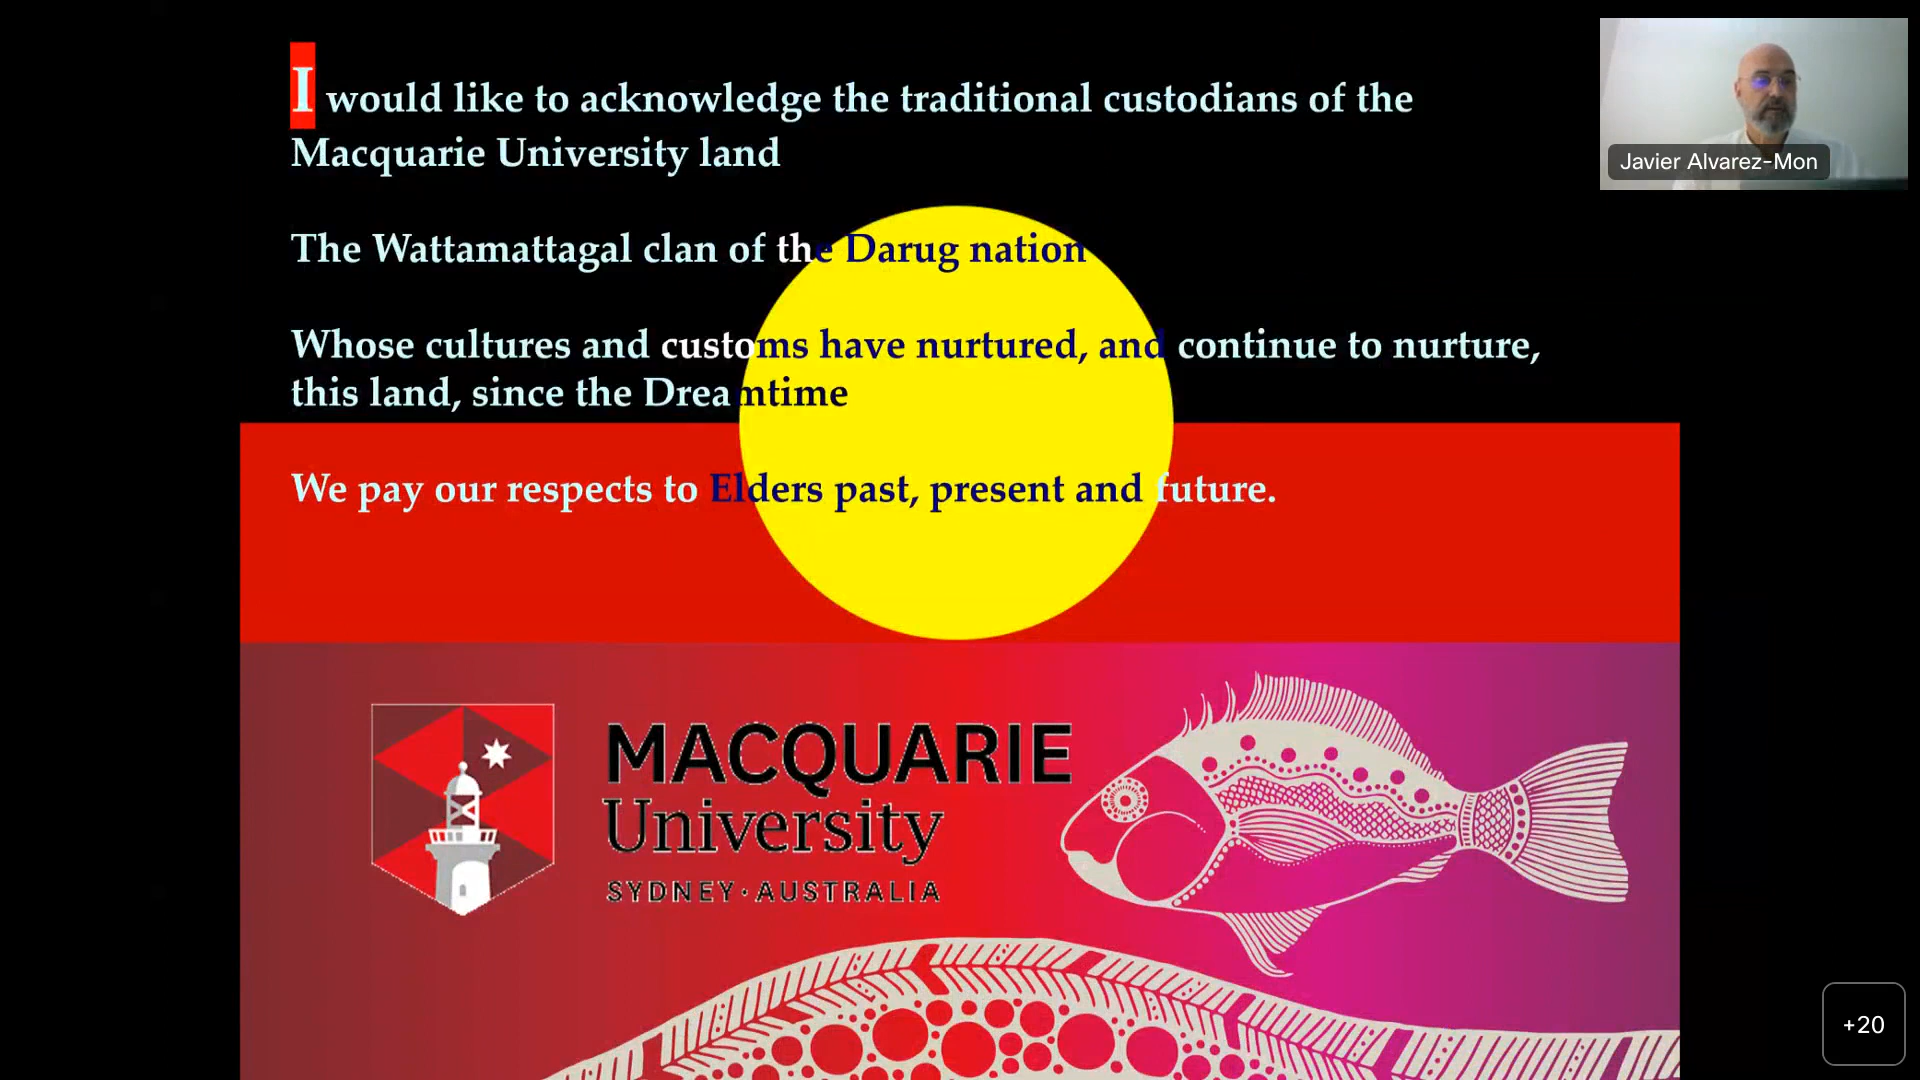 I would like to acknowledge the traditional custodians of the
Macquarie University land
The Wattamattagal clan of the Darug nation
Whose cultures and customs have nurtured, and continue to nurture,
this land, since the Dreamtime
We pay our respects to Elders past, present and future.
MACQUARIE
University
SYDNEY·AUSTRALIA
Javier Alvarez-Mon
+20